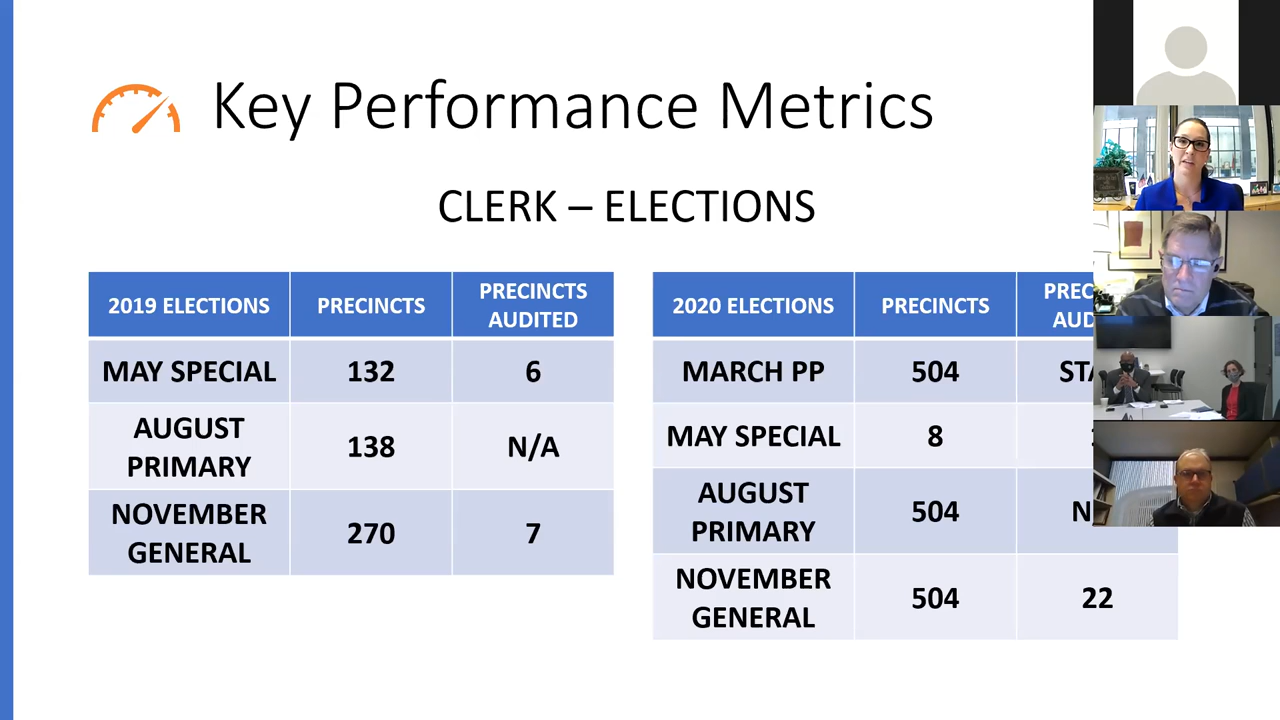 Key Performance Metrics
CLERK – ELECTIONS
2019 ELECTIONS PRECINCTS PRECINCTS AUDITED
MAY SPECIAL 132 6
AUGUST PRIMARY 138 N/A
NOVEMBER GENERAL 270 7
2020 ELECTIONS PRECINCTS
MARCH PP 504
MAY SPECIAL 8
AUGUST PRIMARY 504
NOVEMBER GENERAL 504 22